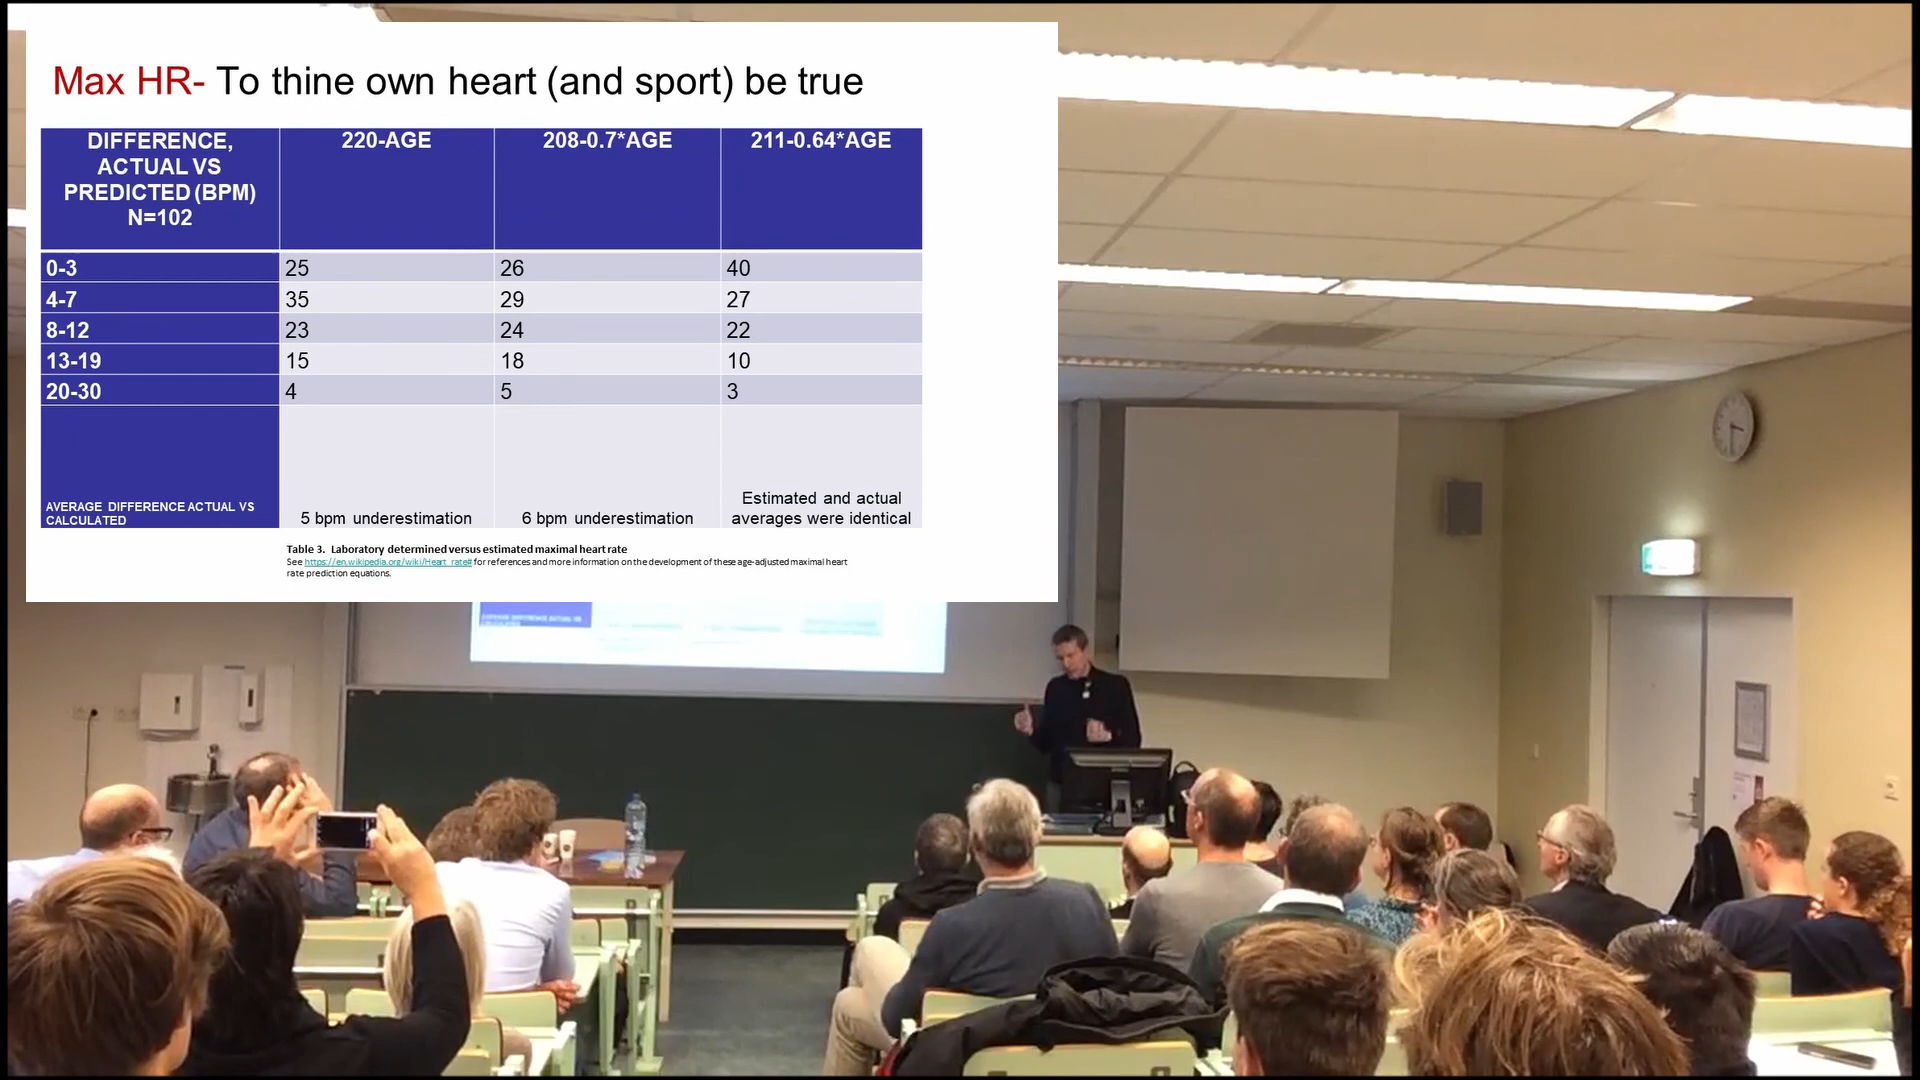 Max HR- To thine own heart (and sport) be true
DIFFERENCE,
ACTUAL VS
PREDICTED (BPM)
N=102
220-AGE
208-0.7*AGE
211-0.64*AGE
0-3
25
26
40
4-7
35
29
27
8-12
23
24
22
13-19
15
18
10
20-30
4
5
3
AVERAGE DIFFERENCE ACTUAL VS
CALCULATED
5 bpm underestimation
6 bpm underestimation
Estimated and actual
averages were identical
Table 3. Laboratory determined versus estimated maximal heart rate
See https://en.wikipedia.org/wiki/Heart_rate# for references and more information on the development of these age-adjusted maximal heart
rate prediction equations.